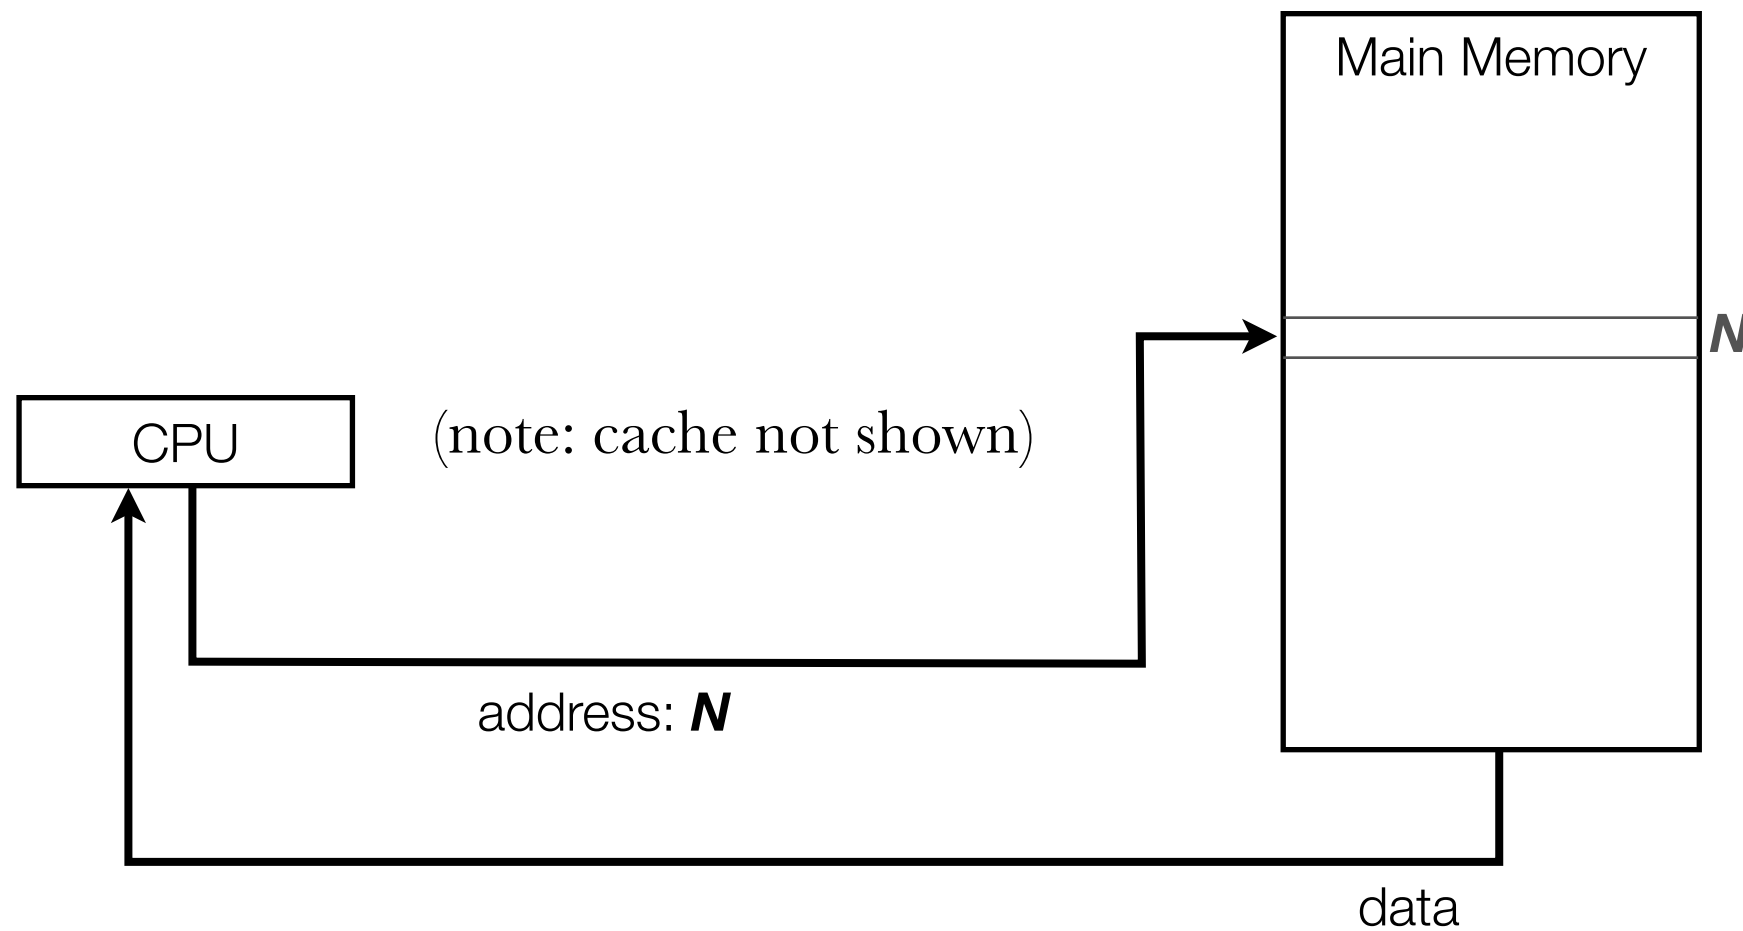 Main Memory
N
CPU
(note: cache not shown)
address: N
data